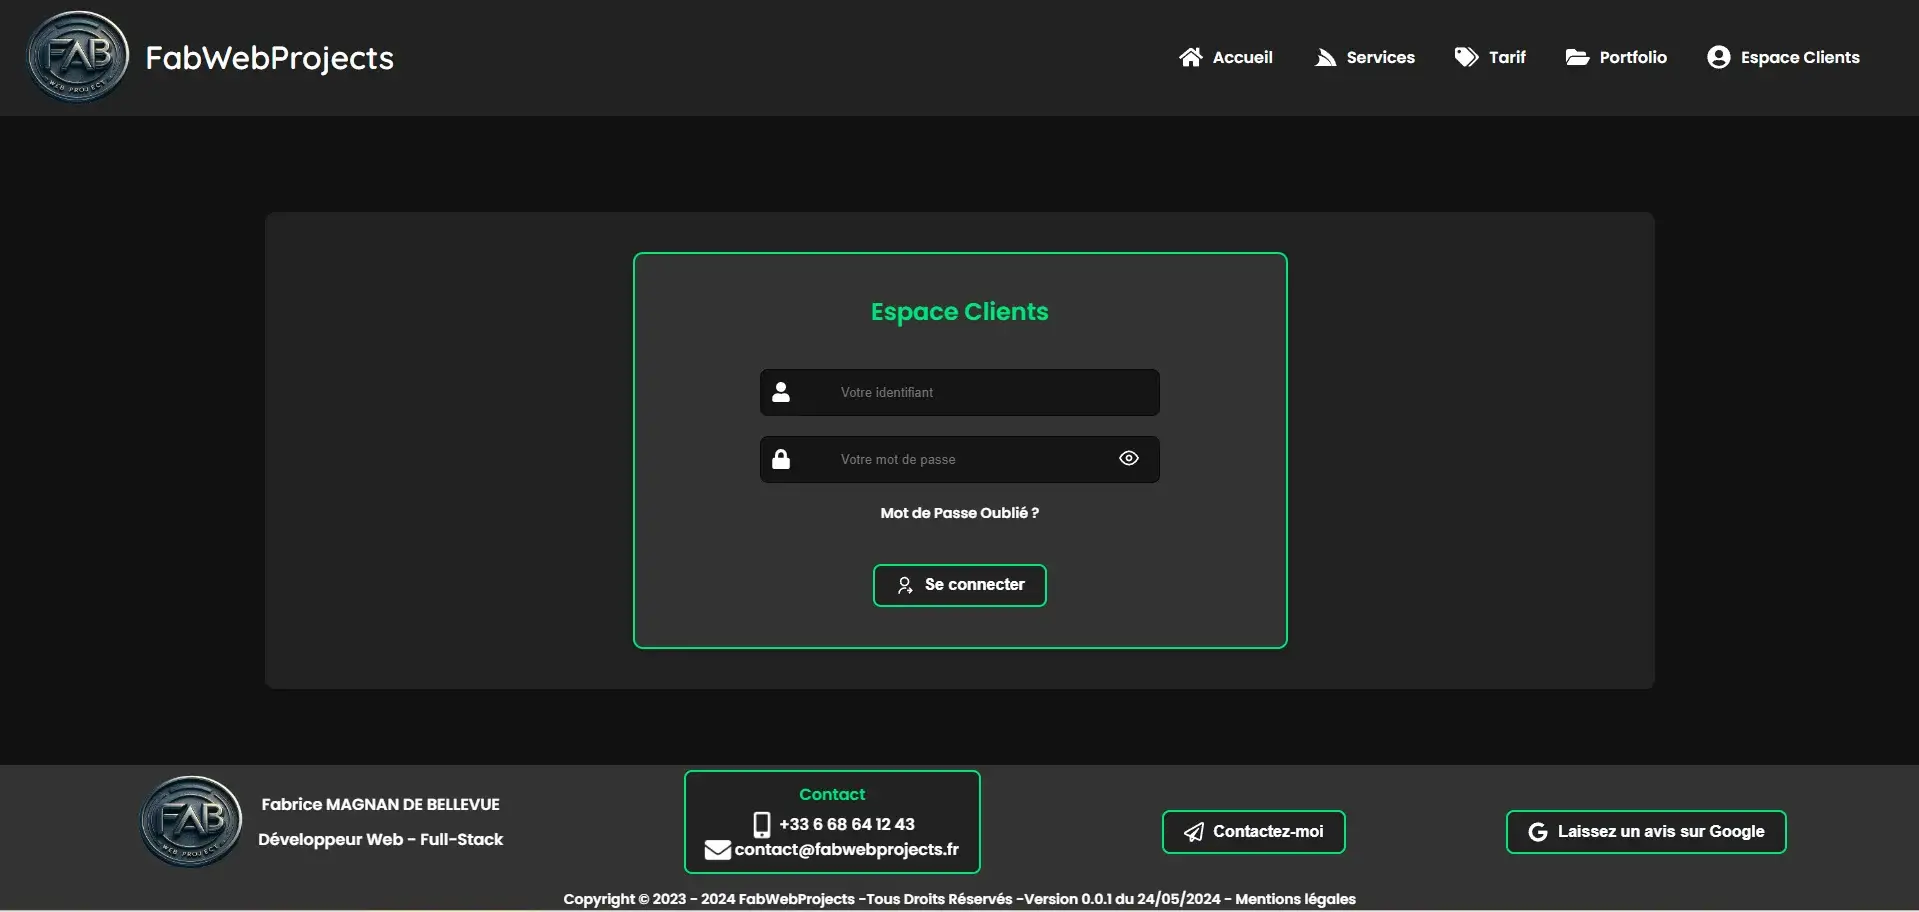 FAB
WEB PROJECT
FabWebProjects
Accueil
Services
Tarif
Portfolio
Espace Clients
Espace Clients
Votre identifiant
Votre mot de passe
Mot de Passe Oublié ?
Se connecter
FAB
WEB PROJECT
Fabrice MAGNAN DE BELLEVUE
Développeur Web - Full-Stack
Contact
+33 6 68 64 12 43
contact@fabwebprojects.fr
Contactez-moi
Laissez un avis sur Google
Copyright © 2023 - 2024 FabWebProjects -Tous Droits Réservés -Version 0.0.1 du 24/05/2024 - Mentions légales